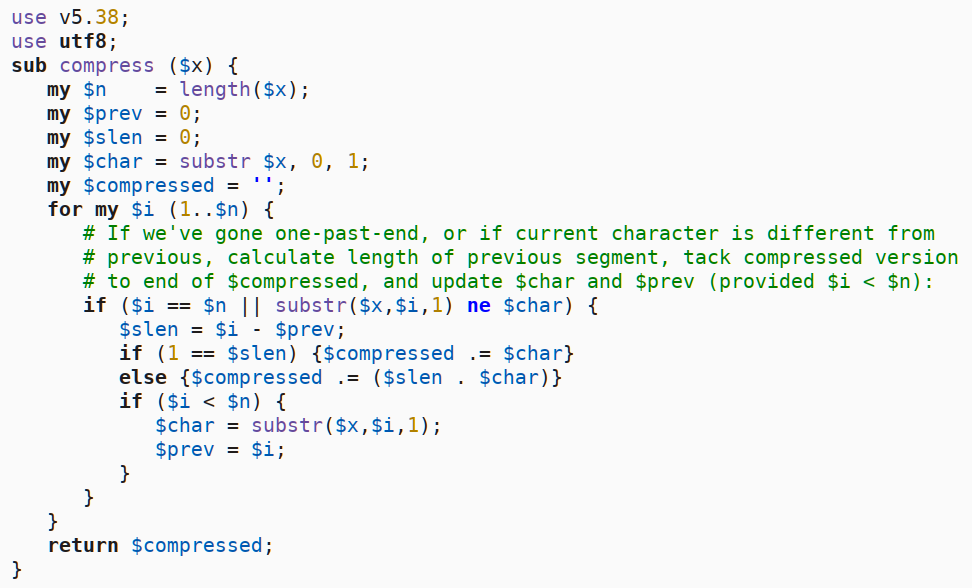 use v5.38;
use utf8;
sub compress ($x) {
   my $n    = length($x);
   my $prev = 0;
   my $slen = 0;
   my $char = substr $x, 0, 1;
   my $compressed = '';
   for my $i (1..$n) {
      # If we've gone one-past-end, or if current character is different from
      # previous, calculate length of previous segment, tack compressed version
      # to end of $compressed, and update $char and $prev (provided $i < $n):
      if ($i == $n || substr($x,$i,1) ne $char) {
         $slen = $i - $prev;
         if (1 == $slen) {$compressed .= $char}
         else {$compressed .= ($slen . $char)}
         if ($i < $n) {
            $char = substr($x,$i,1);
            $prev = $i;
         }
      }
   }
   return $compressed;
}